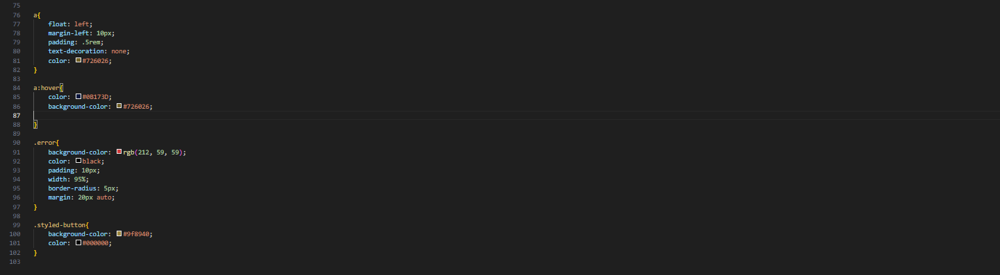 75
76 a{
77 float: left;
78 margin-left: 10px;
79 padding: .5rem;
80 text-decoration: none;
81 color: #726026;
82 }
83
84 a:hover{
85 color: #0B173D;
86 background-color: #726026;
87
88 }
89
90 .error{
91 background-color: rgb(212, 59, 59);
92 color: black;
93 padding: 10px;
94 width: 95%;
95 border-radius: 5px;
96 margin: 20px auto;
97 }
98
99 .styled-button{
100 background-color: #9f8940;
101 color: #000000;
102 }
103